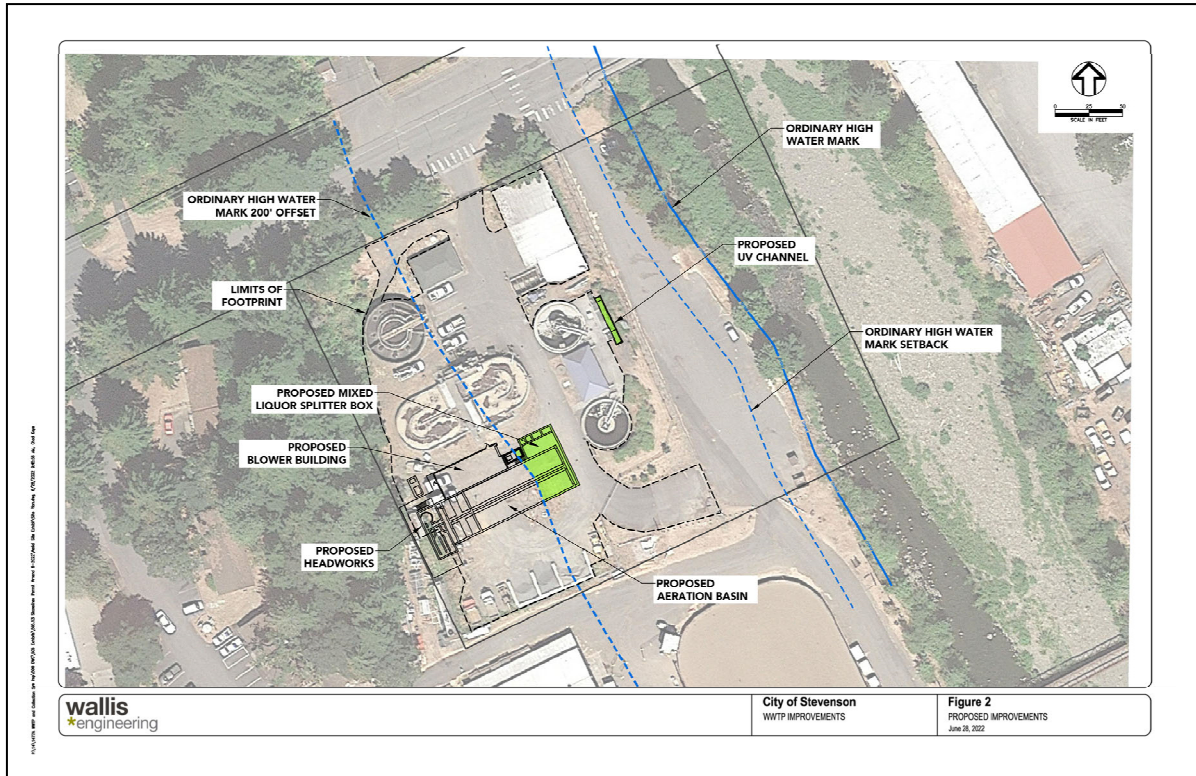 0 25 50
SCALE IN FEET
ORDINARY HIGH
WATER MARK
ORDINARY HIGH WATER
MARK 200' OFFSET
PROPOSED
UV CHANNEL
LIMITS OF
FOOTPRINT
ORDINARY HIGH WATER
MARK SETBACK
PROPOSED MIXED
LIQUOR SPLITTER BOX
PROPOSED
BLOWER BUILDING
PROPOSED
HEADWORKS
PROPOSED
AERATION BASIN
wallis
*engineering
City of Stevenson
WWTP IMPROVEMENTS
Figure 2
PROPOSED IMPROVEMENTS
June 28, 2022